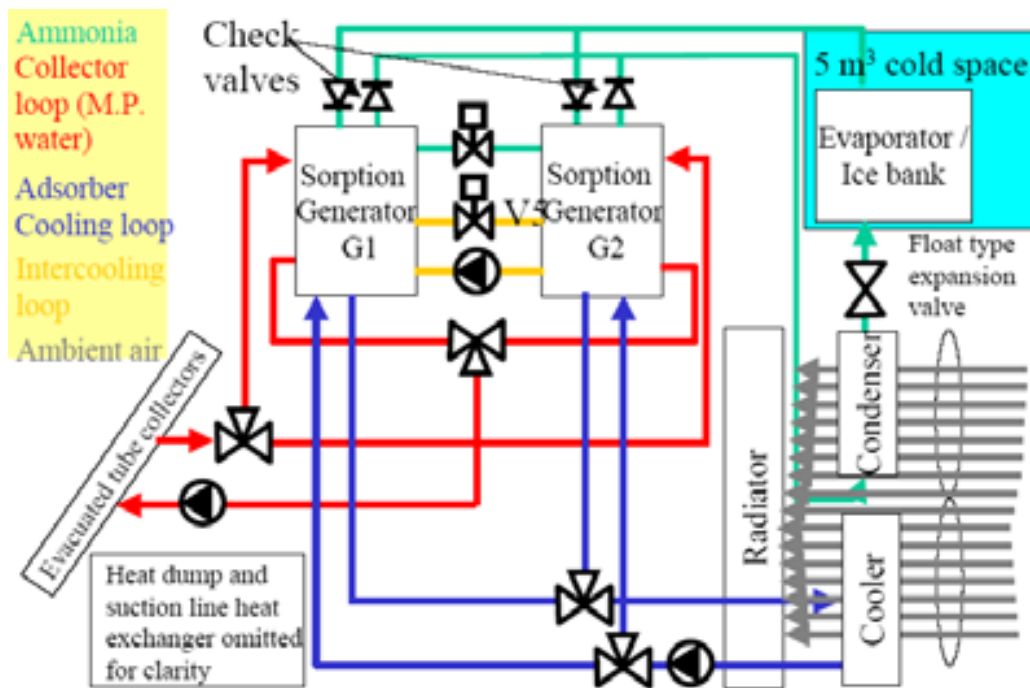 Ammonia
Collector
loop (M.P.
water)
Adsorber
Cooling loop
Intercooling
loop
Ambient air
Check
valves
5 m³ cold space
Evaporator /
Ice bank
Sorption
Generator
G1
V5
Sorption
Generator
G2
Float type
expansion
valve
Condenser
Radiator
Cooler
Evacuated tube collectors
Heat dump and
suction line heat
exchanger omitted
for clarity